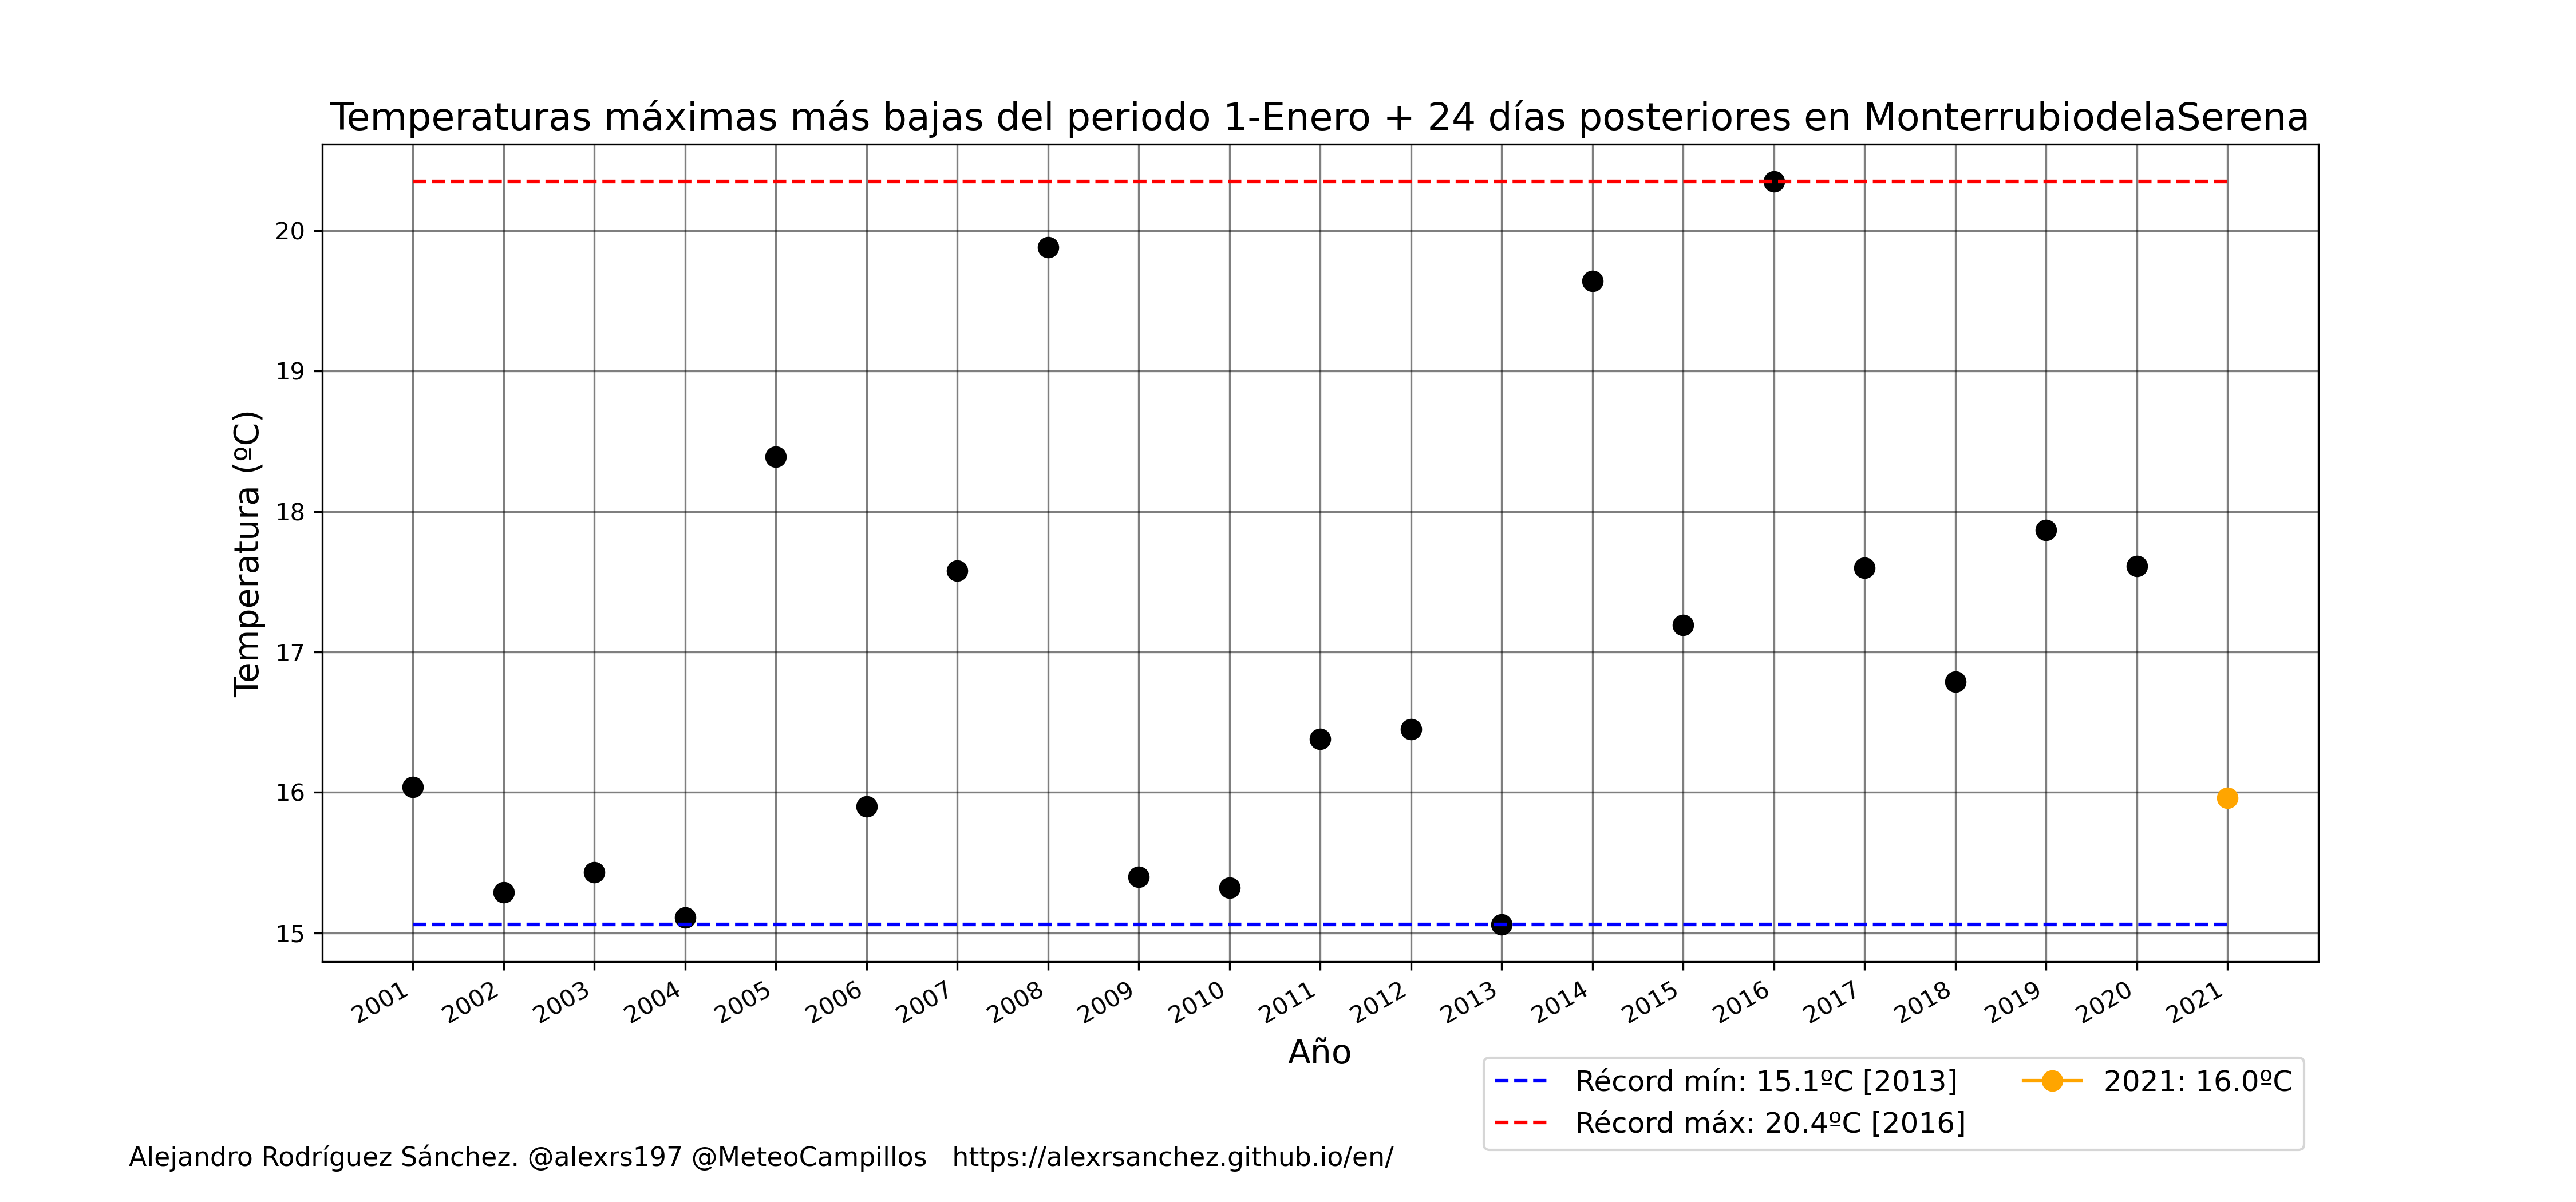 Temperaturas máximas más bajas del periodo 1-Enero + 24 días posteriores en MonterrubiodelaSerena
Temperatura (ºC)
20
19
18
17
16
15
2001 2002 2003 2004 2005 2006 2007 2008 2009 2010 2011 2012 2013 2014 2015 2016 2017 2018 2019 2020 2021
Año
Récord mín: 15.1ºC [2013]
Récord máx: 20.4ºC [2016]
2021: 16.0ºC
Alejandro Rodríguez Sánchez. @alexrs197 @MeteoCampillos https://alexrsanchez.github.io/en/